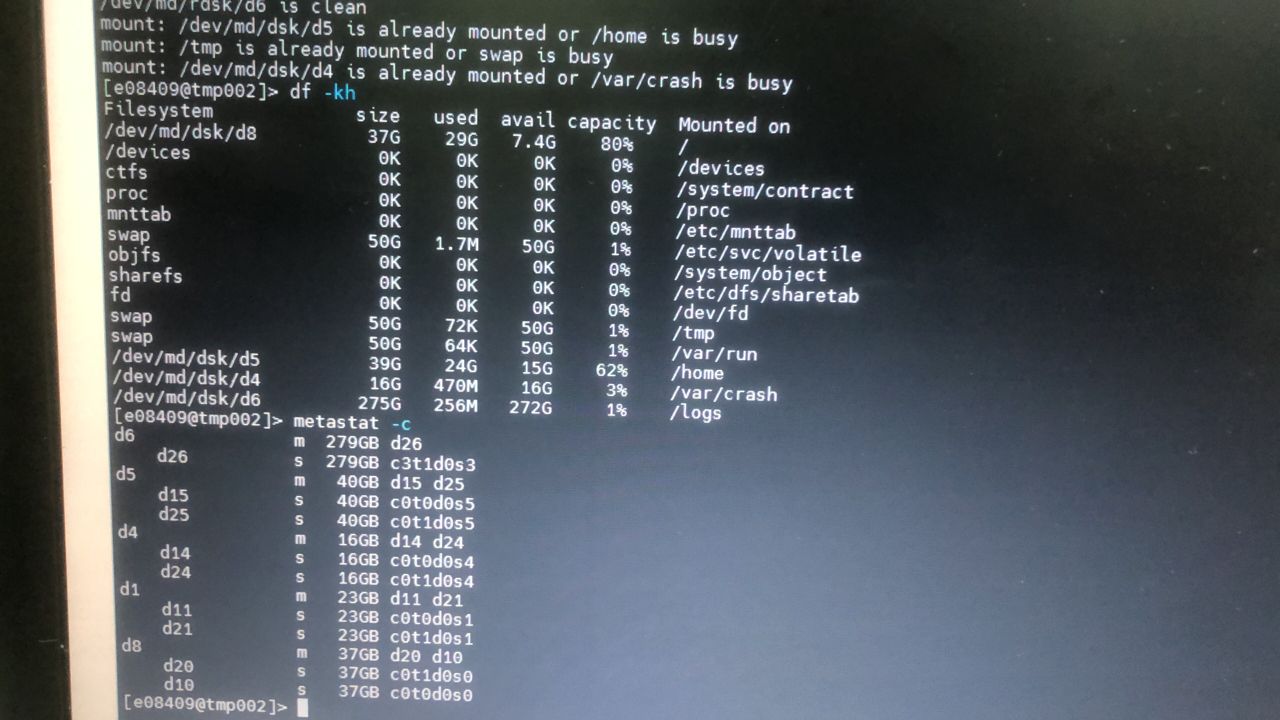 /dev/md/rdsk/d6 is clean
mount: /dev/md/dsk/d5 is already mounted or /home is busy
mount: /tmp is already mounted or swap is busy
mount: /dev/md/dsk/d4 is already mounted or /var/crash is busy
[e08409@tmp002]> df -kh
Filesystem size used avail capacity Mounted on
/dev/md/dsk/d8 37G 29G 7.4G 80% /
/devices 0K 0K 0K 0% /devices
ctfs 0K 0K 0K 0% /system/contract
proc 0K 0K 0K 0% /proc
mnttab 0K 0K 0K 0% /etc/mnttab
swap 50G 1.7M 50G 1% /etc/svc/volatile
objfs 0K 0K 0K 0% /system/object
sharefs 0K 0K 0K 0% /etc/dfs/sharetab
fd 0K 0K 0K 0% /dev/fd
swap 50G 72K 50G 1% /tmp
swap 50G 64K 50G 1% /var/run
/dev/md/dsk/d5 39G 24G 15G 62% /home
/dev/md/dsk/d4 16G 470M 16G 3% /var/crash
/dev/md/dsk/d6 275G 256M 272G 1% /logs
[e08409@tmp002]> metastat -c
d6 m 279GB d26
d26 s 279GB c3t1d0s3
d5 m 40GB d15 d25
d15 s 40GB c0t0d0s5
d25 s 40GB c0t1d0s5
d4 m 16GB d14 d24
d14 s 16GB c0t0d0s4
d24 s 16GB c0t1d0s4
d1 m 23GB d11 d21
d11 s 23GB c0t0d0s1
d21 s 23GB c0t1d0s1
d8 m 37GB d20 d10
d20 s 37GB c0t1d0s0
d10 s 37GB c0t0d0s0
[e08409@tmp002]>